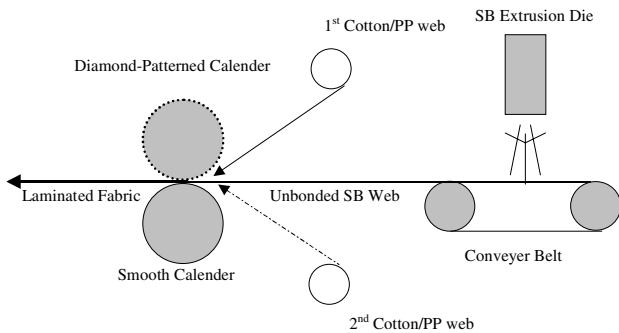 SB Extrusion Die
1st Cotton/PP web
Diamond-Patterned Calender
Laminated Fabric
Unbonded SB Web
Conveyer Belt
Smooth Calender
2nd Cotton/PP web